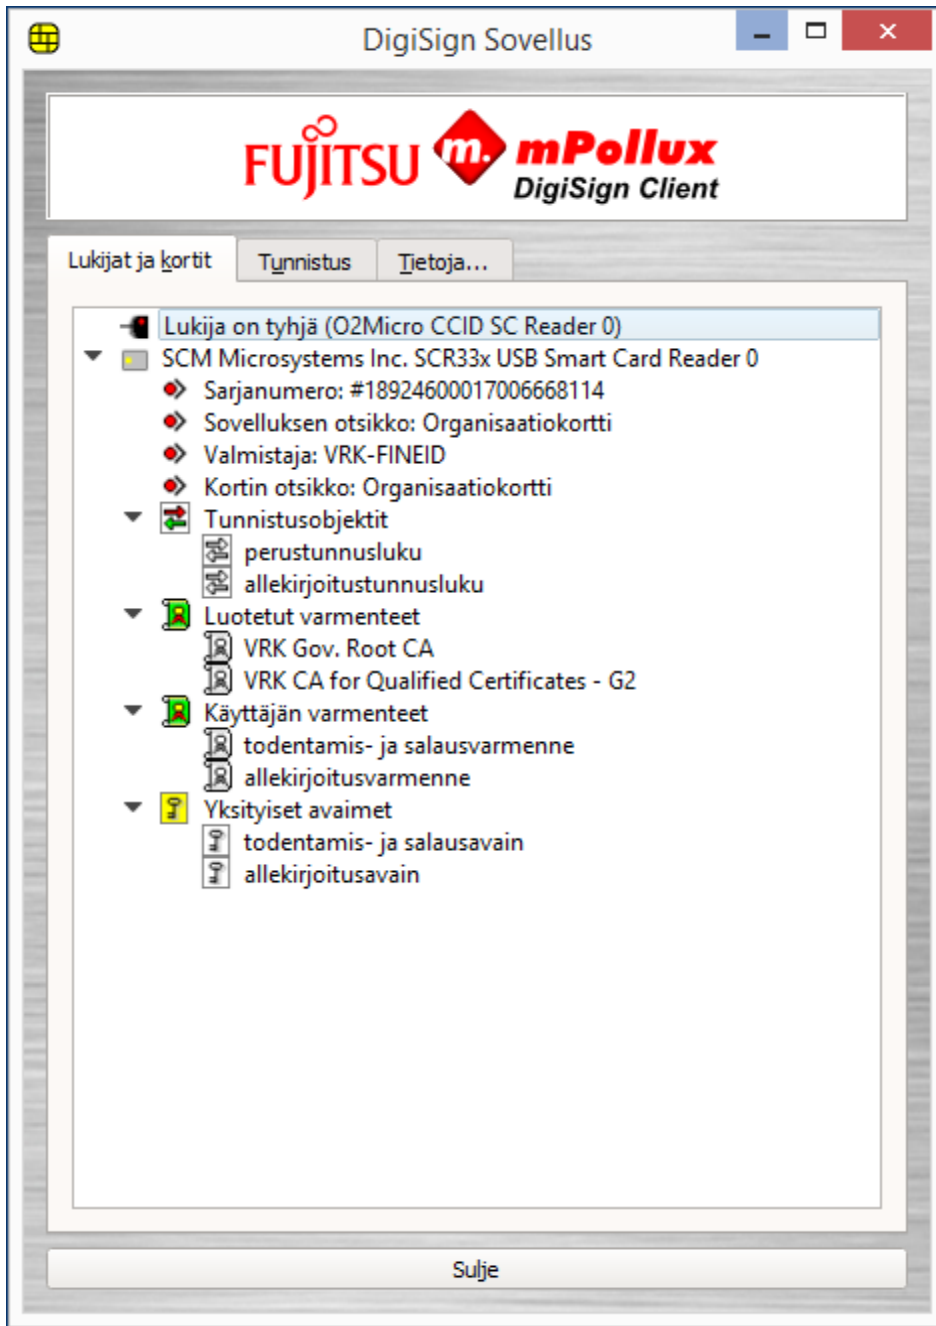 DigiSign Sovellus
FUJITSU m. mPollux
DigiSign Client
Lukijat ja kortit Tunnistus Tietoja...
Lukija on tyhjä (O2Micro CCID SC Reader 0)
SCM Microsystems Inc. SCR33x USB Smart Card Reader 0
Sarjanumero: #18924600017006668114
Sovelluksen otsikko: Organisaatiokortti
Valmistaja: VRK-FINEID
Kortin otsikko: Organisaatiokortti
Tunnistusobjektit
perustunnusluku
allekirjoitustunnusluku
Luotetut varmenteet
VRK Gov. Root CA
VRK CA for Qualified Certificates - G2
Käyttäjän varmenteet
todentamis- ja salausvarmenne
allekirjoitusvarmenne
Yksityiset avaimet
todentamis- ja salausavain
allekirjoitusavain
Sulje